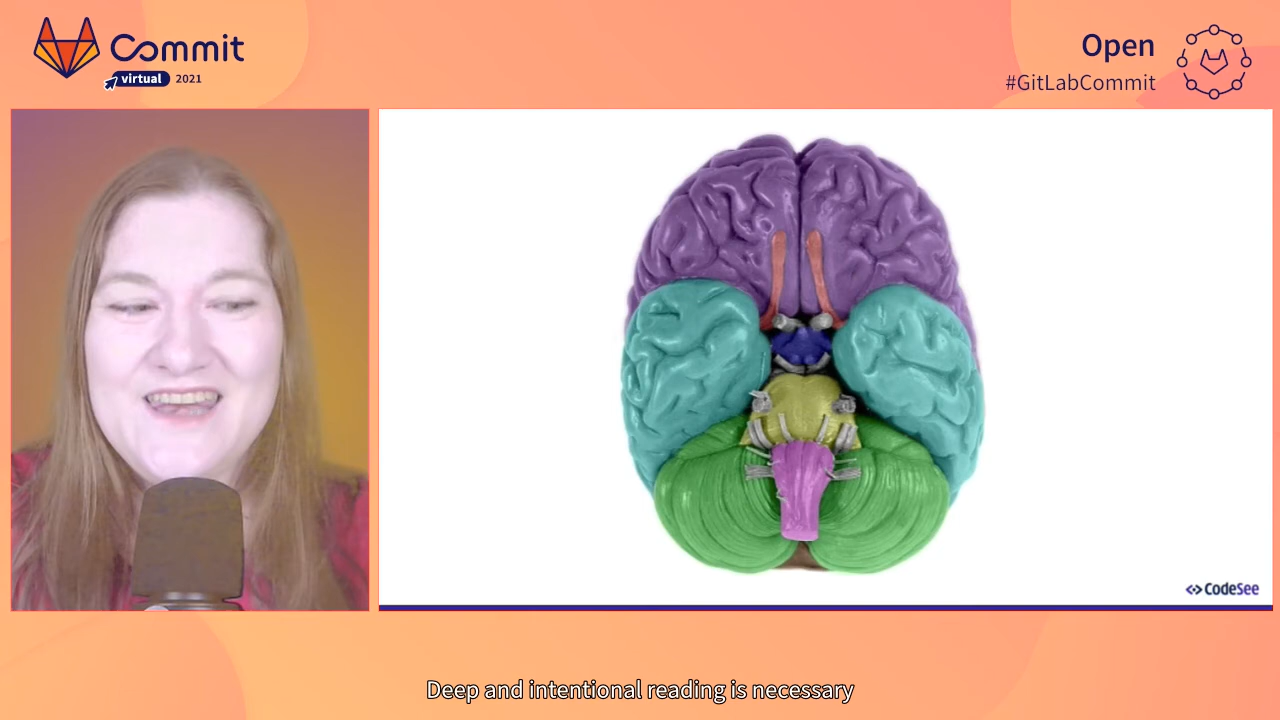 Commit
virtual 2021
Open
#GitLabCommit
CodeSee
Deep and intentional reading is necessary